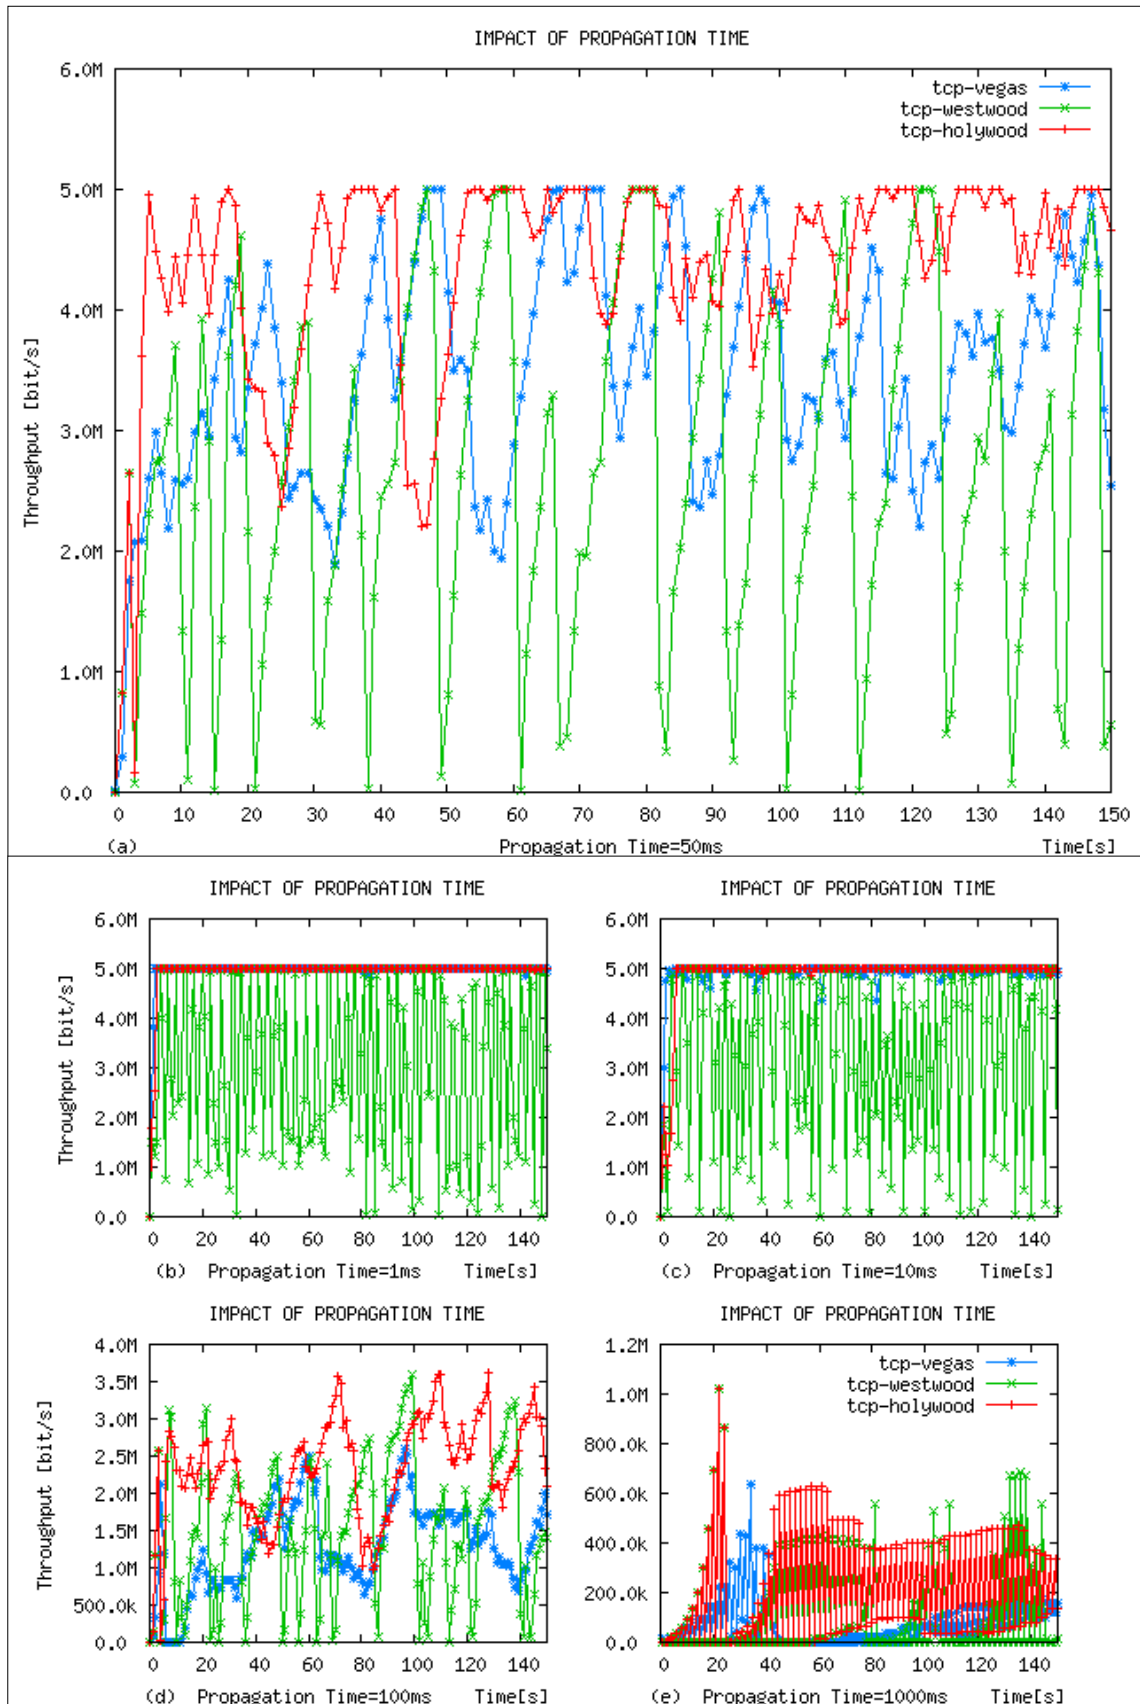 IMPACT OF PROPAGATION TIME
6.0M
tcp-vegas
tcp-westwood
tcp-holywood
5.0M
4.0M
3.0M
2.0M
1.0M
0.0
Throughput [bit/s]
0 10 20 30 40 50 60 70 80 90 100 110 120 130 140 150
(a) Propagation Time=50ms Time[s]
IMPACT OF PROPAGATION TIME
6.0M
5.0M
4.0M
3.0M
2.0M
1.0M
0.0
Throughput [bit/s]
0 20 40 60 80 100 120 140
(b) Propagation Time=1ms Time[s]
IMPACT OF PROPAGATION TIME
6.0M
5.0M
4.0M
3.0M
2.0M
1.0M
0.0
0 20 40 60 80 100 120 140
(c) Propagation Time=10ms Time[s]
IMPACT OF PROPAGATION TIME
4.0M
3.5M
3.0M
2.5M
2.0M
1.5M
1.0M
500.0k
0.0
Throughput [bit/s]
0 20 40 60 80 100 120 140
(d) Propagation Time=100ms Time[s]
IMPACT OF PROPAGATION TIME
1.2M
tcp-vegas
tcp-westwood
tcp-holywood
1.0M
800.0k
600.0k
400.0k
200.0k
0.0
0 20 40 60 80 100 120 140
(e) Propagation Time=1000ms Time[s]